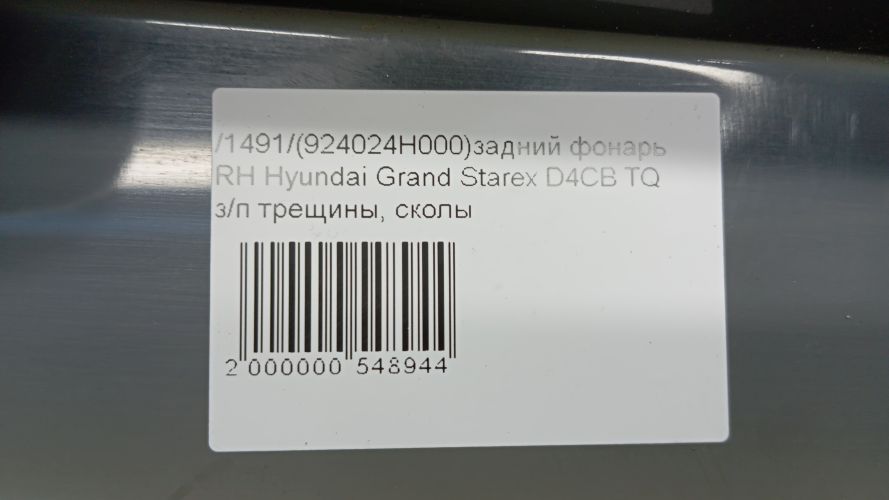 /1491/(924024H000)задний фонарь
RH Hyundai Grand Starex D4CB TQ
з/п трещины, сколы
2 000000 548944